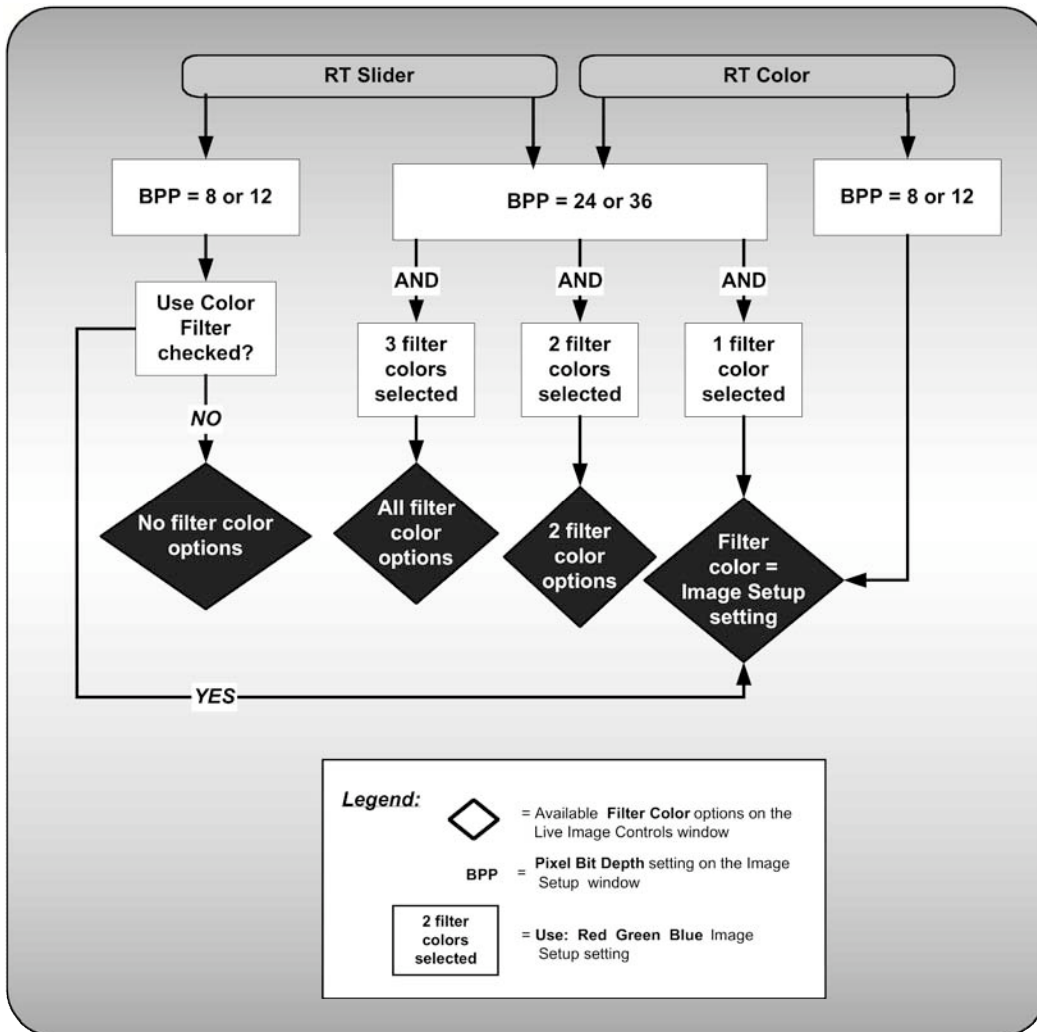 RT Slider
RT Color
BPP = 8 or 12
BPP = 24 or 36
BPP = 8 or 12
AND
AND
AND
Use Color
Filter
checked?
3 filter
colors
selected
2 filter
colors
selected
1 filter
color
selected
NO
No filter color
options
All filter
color
options
2 filter
color
options
Filter
color =
Image Setup
setting
YES
Legend:
= Available Filter Color options on the
Live Image Controls window
BPP = Pixel Bit Depth setting on the Image
Setup window
2 filter
colors
selected
= Use: Red Green Blue Image
Setup setting